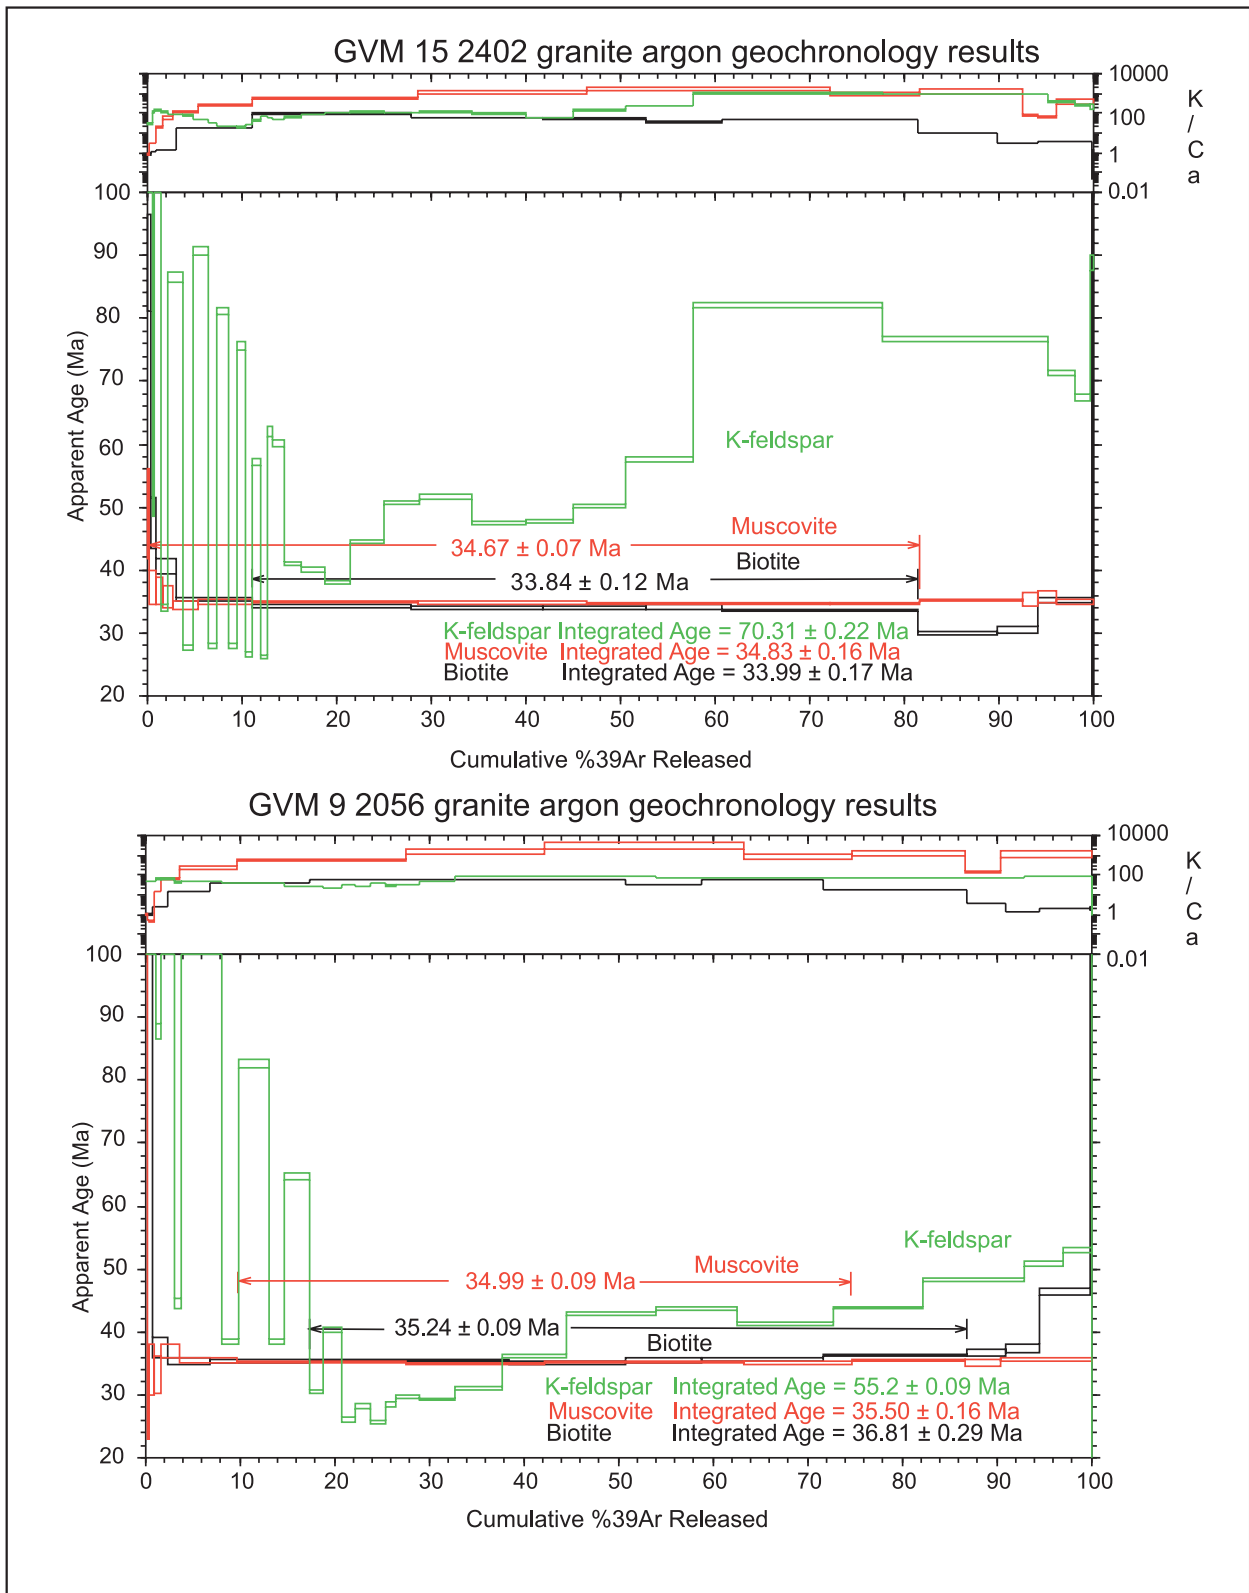 GVM 15 2402 granite argon geochronology results
10000
100
1
0.01
K
/
C
a
100
90
80
70
60
50
40
30
20
Apparent Age (Ma)
K-feldspar
Muscovite
34.67 ± 0.07 Ma
Biotite
33.84 ± 0.12 Ma
K-feldspar Integrated Age = 70.31 ± 0.22 Ma
Muscovite Integrated Age = 34.83 ± 0.16 Ma
Biotite Integrated Age = 33.99 ± 0.17 Ma
0 10 20 30 40 50 60 70 80 90 100
Cumulative %39Ar Released
GVM 9 2056 granite argon geochronology results
10000
100
1
0.01
K
/
C
a
100
90
80
70
60
50
40
30
20
Apparent Age (Ma)
K-feldspar
Muscovite
34.99 ± 0.09 Ma
35.24 ± 0.09 Ma
Biotite
K-feldspar Integrated Age = 55.2 ± 0.09 Ma
Muscovite Integrated Age = 35.50 ± 0.16 Ma
Biotite Integrated Age = 36.81 ± 0.29 Ma
0 10 20 30 40 50 60 70 80 90 100
Cumulative %39Ar Released